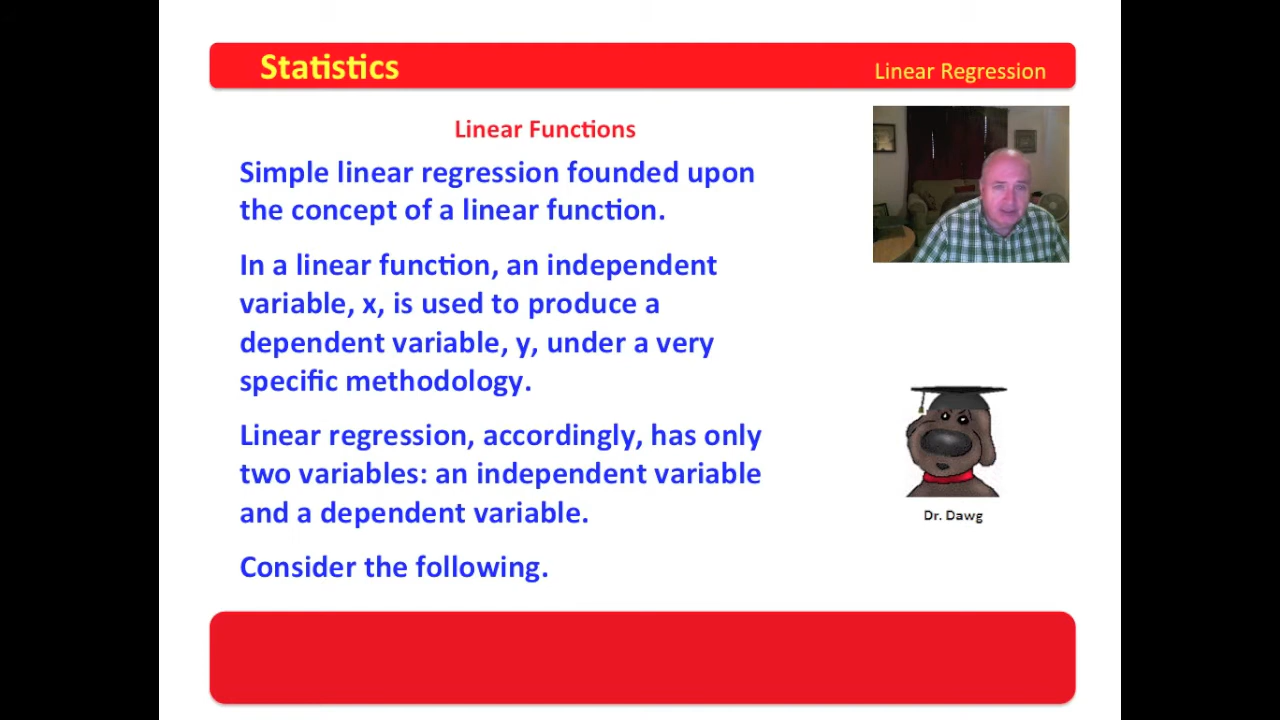 Statistics
Linear Regression
Linear Functions
Simple linear regression founded upon
the concept of a linear function.
In a linear function, an independent
variable, x, is used to produce a
dependent variable, y, under a very
specific methodology.
Linear regression, accordingly, has only
two variables: an independent variable
and a dependent variable.
Consider the following.
Dr. Dawg